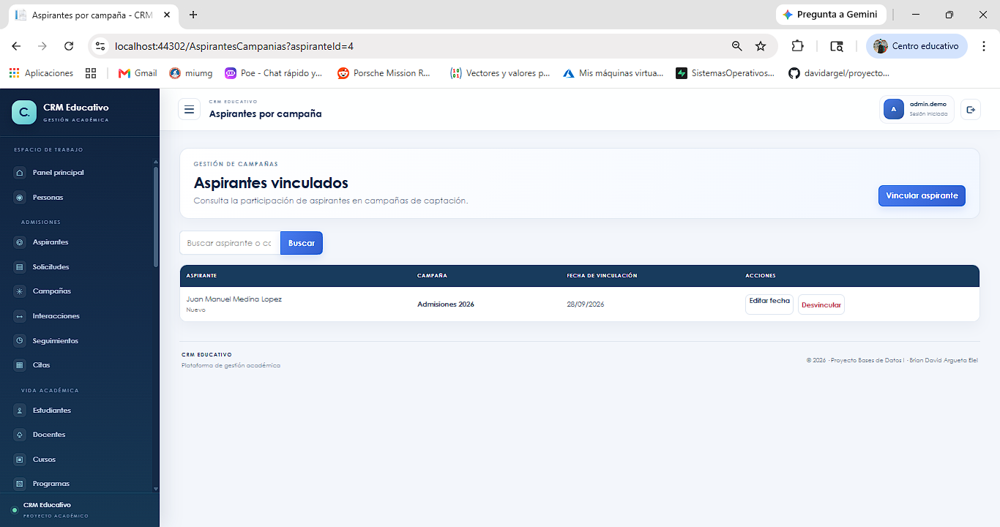 Aspirantes por campaña - CRM
Pregunta a Gemini
localhost:44302/AspirantesCampanias?aspiranteId=4
Centro educativo
Aplicaciones
Gmail
miumg
Poe - Chat rápido y...
Porsche Mission R...
Vectores y valores p...
Mis máquinas virtua...
SistemasOperativos...
davidargel/proyecto...
C.
CRM Educativo
GESTIÓN ACADÉMICA
ESPACIO DE TRABAJO
Panel principal
Personas
ADMISIONES
Aspirantes
Solicitudes
Campañas
Interacciones
Seguimientos
Citas
VIDA ACADÉMICA
Estudiantes
Docentes
Cursos
Programas
CRM Educativo
PROYECTO ACADÉMICO
CRM EDUCATIVO
Aspirantes por campaña
A
admin.demo
Sesión iniciada
GESTIÓN DE CAMPAÑAS
Aspirantes vinculados
Consulta la participación de aspirantes en campañas de captación.
Vincular aspirante
Buscar aspirante o co
Buscar
ASPIRANTE CAMPAÑA FECHA DE VINCULACIÓN ACCIONES
Juan Manuel Medina Lopez
Nuevo
Admisiones 2026
28/09/2026
Editar fecha
Desvincular
CRM EDUCATIVO
Plataforma de gestión académica
© 2026 - Proyecto Bases de Datos I - Brian David Argueta Elel